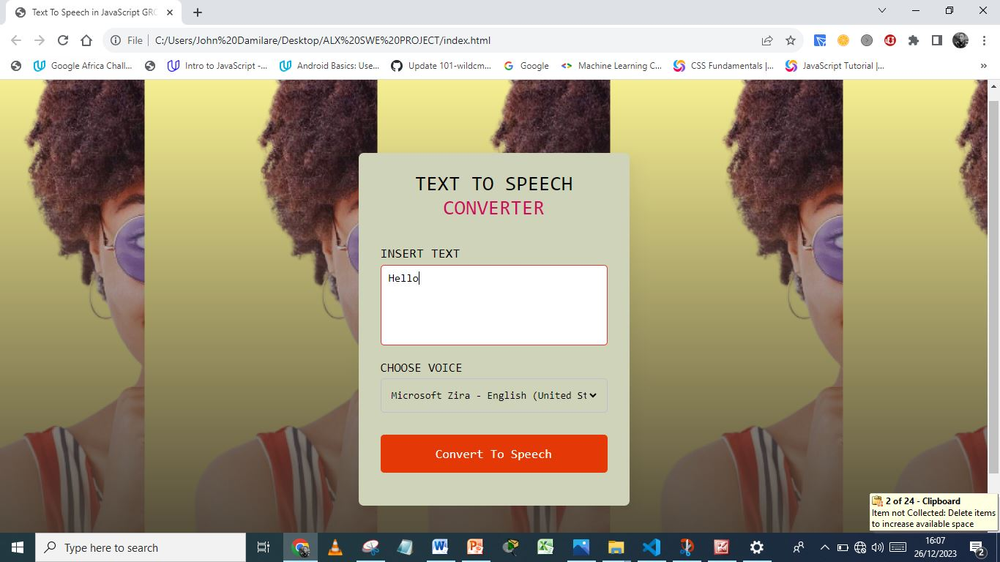 Text To Speech in JavaScript GRO
File
C:/Users/John%20Damilare/Desktop/ALX%20SWE%20PROJECT/index.html
Google Africa Chall...
Intro to JavaScript -...
Android Basics: Use...
Update 101-wildcm...
Google
Machine Learning C...
CSS Fundamentals |...
JavaScript Tutorial |...
»
TEXT TO SPEECH
CONVERTER
INSERT TEXT
Hello
CHOOSE VOICE
Microsoft Zira - English (United St
Convert To Speech
2 of 24 - Clipboard
Item not Collected: Delete items
to increase available space
Type here to search
16:07
26/12/2023
2